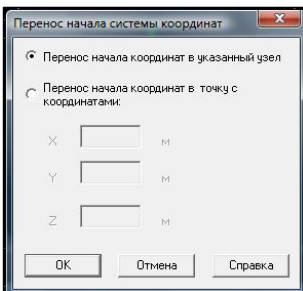 Перенос начала системы координат
Перенос начала координат в указанный узел
Перенос начала координат в точку с
координатами:
X м
Y м
Z м
OK Отмена Справка